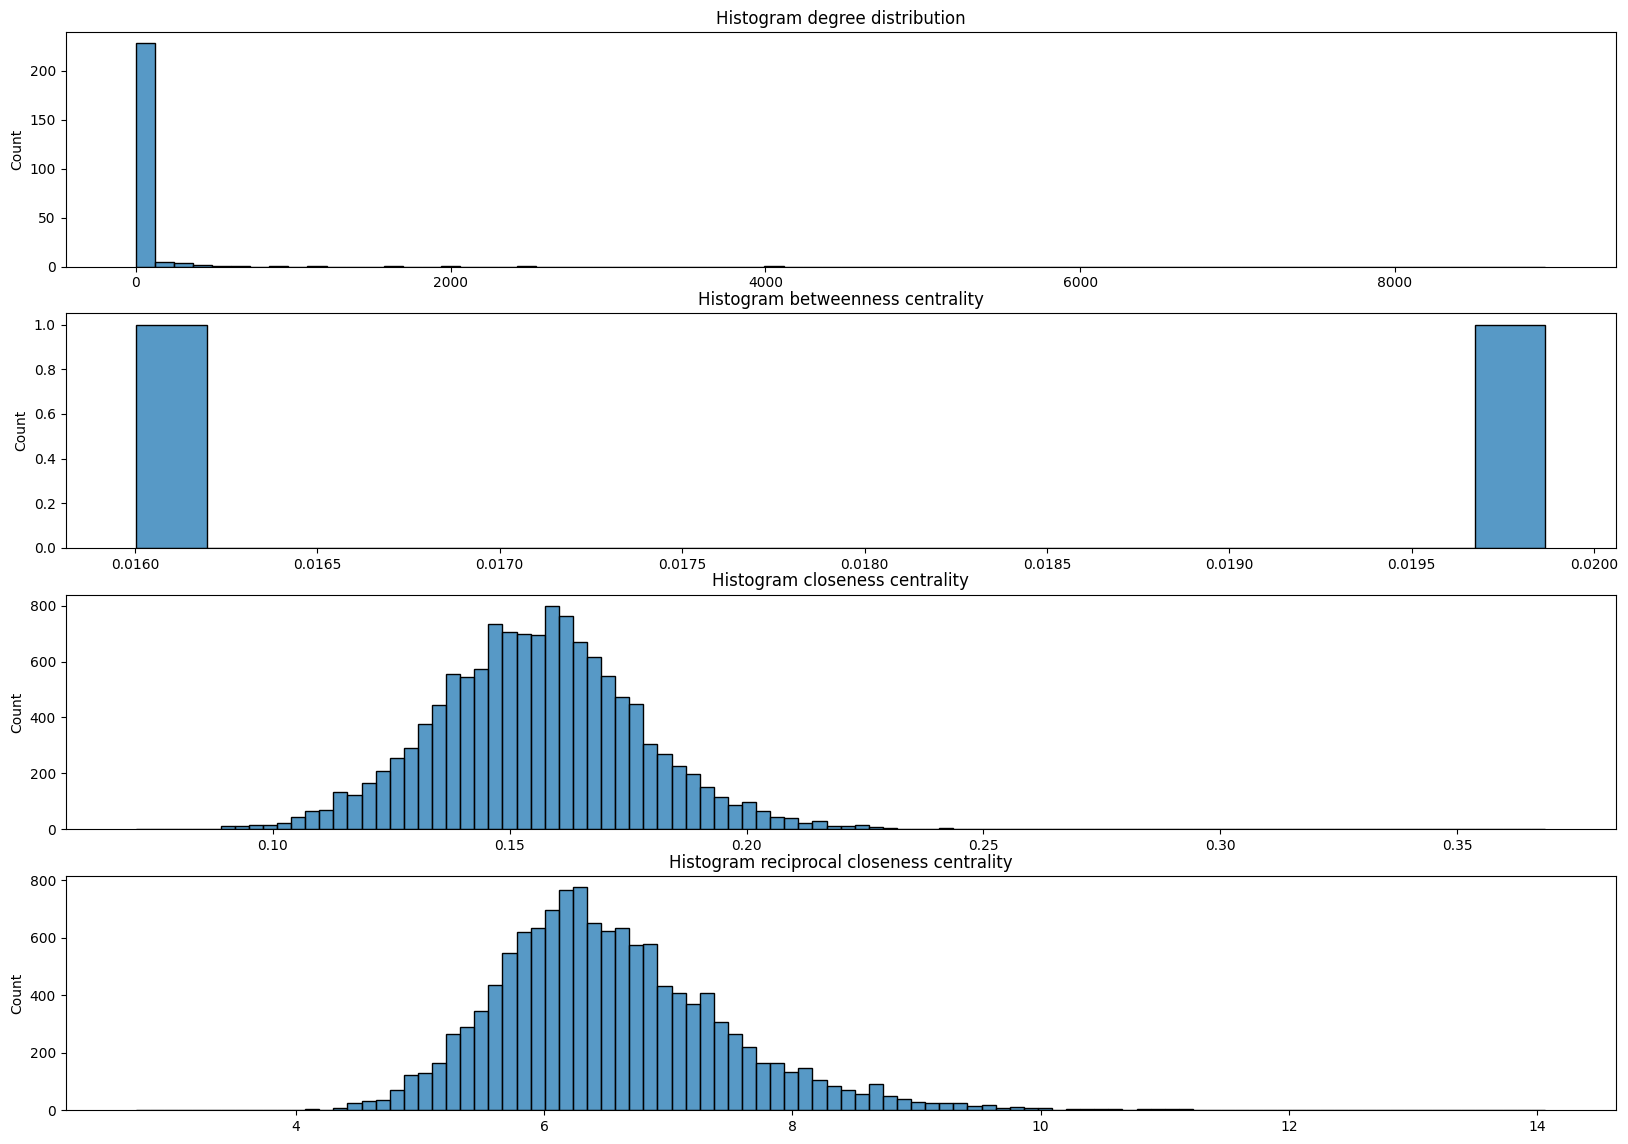 Histogram degree distribution
Count
200
150
100
50
0
0 2000 4000 6000 8000
Histogram betweenness centrality
Count
1.0
0.8
0.6
0.4
0.2
0.0
0.0160 0.0165 0.0170 0.0175 0.0180 0.0185 0.0190 0.0195 0.0200
Histogram closeness centrality
Count
800
600
400
200
0
0.10 0.15 0.20 0.25 0.30 0.35
Histogram reciprocal closeness centrality
Count
800
600
400
200
0
4 6 8 10 12 14